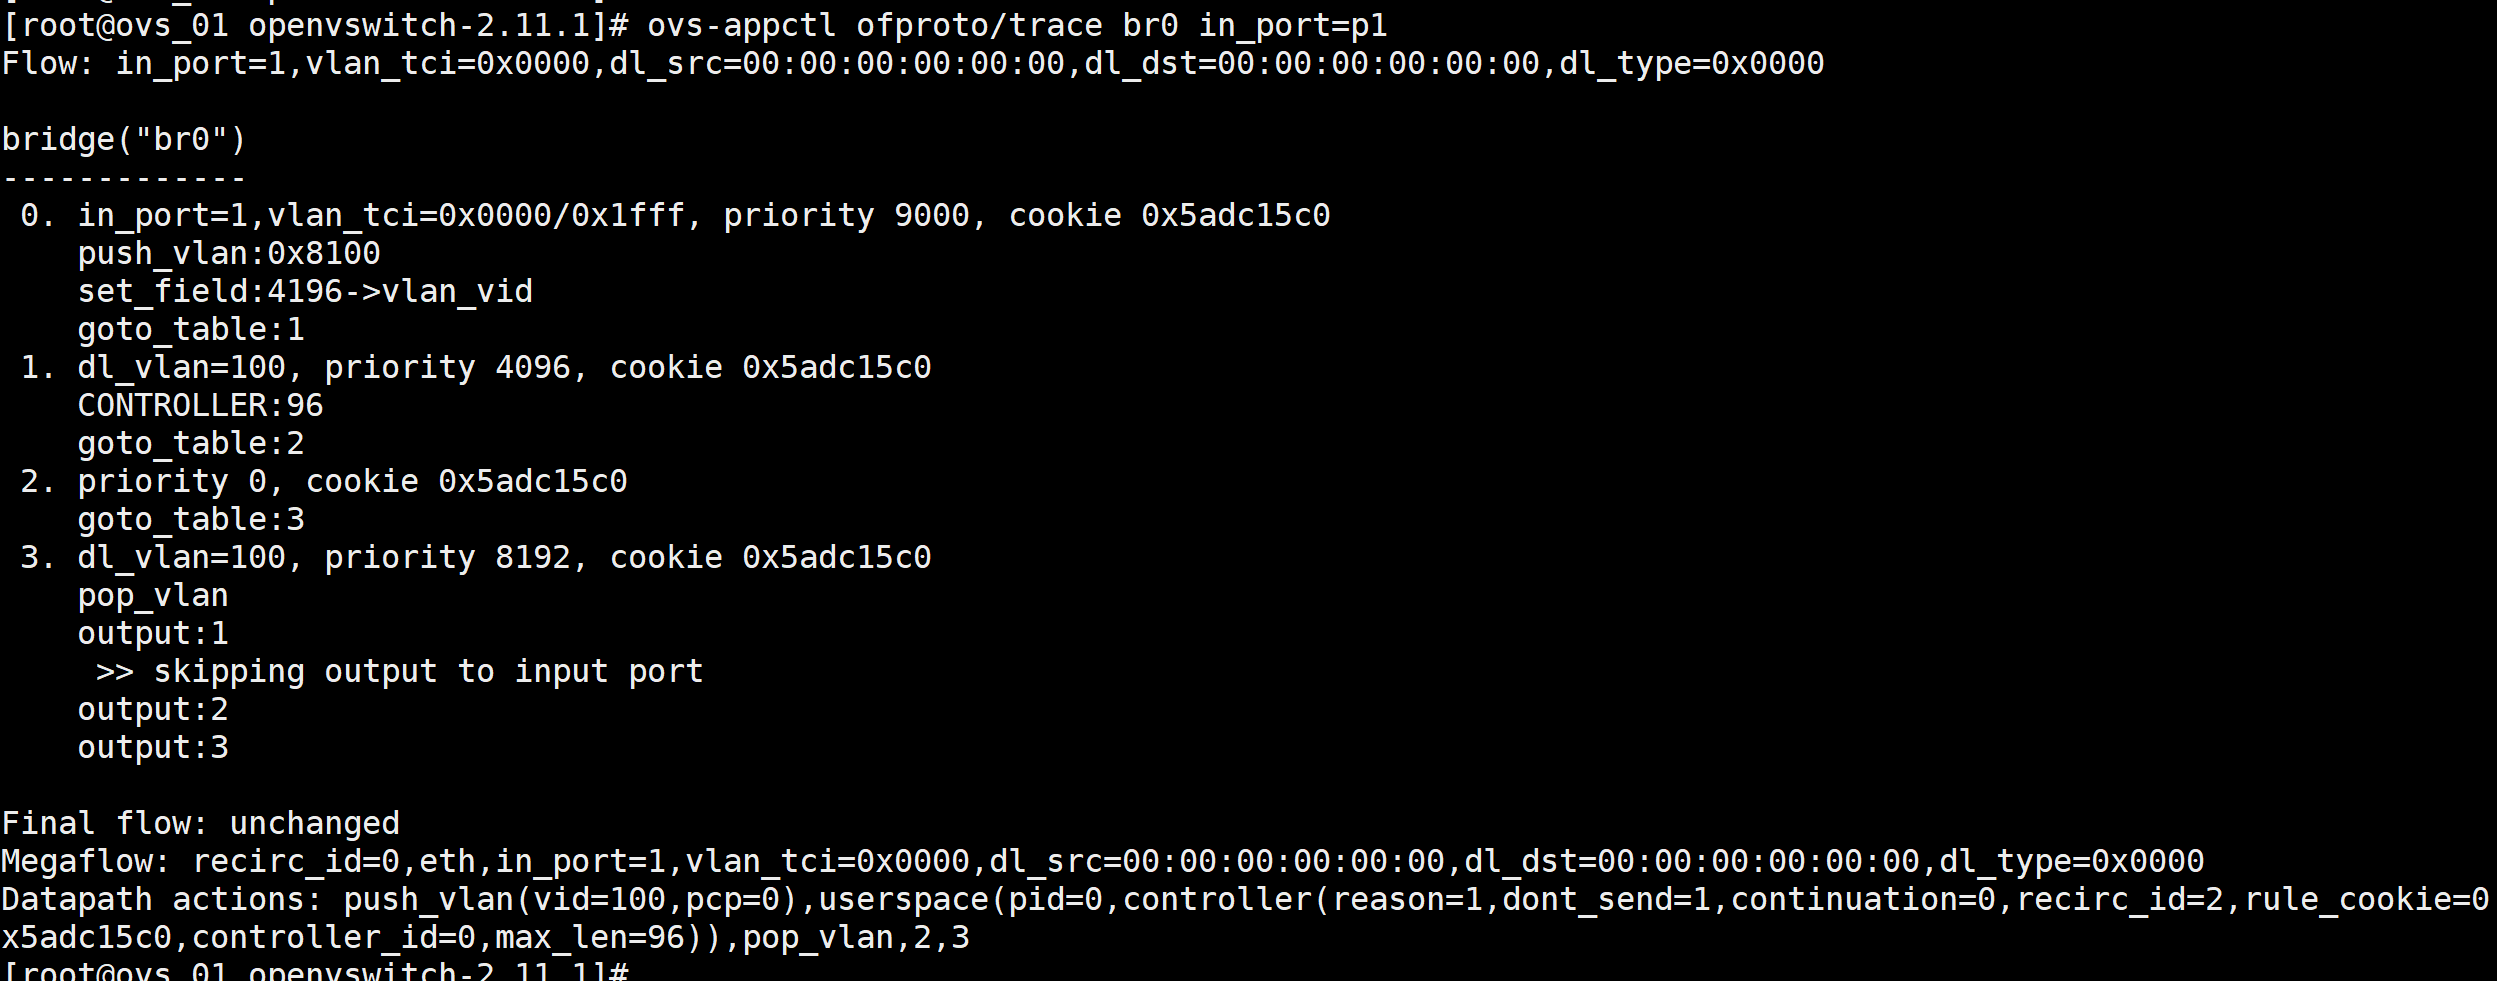 [root@ovs_01 openvswitch-2.11.1]# ovs-appctl ofproto/trace br0 in_port=p1
Flow: in_port=1,vlan_tci=0x0000,dl_src=00:00:00:00:00:00,dl_dst=00:00:00:00:00:00,dl_type=0x0000

bridge("br0")
-------------
 0. in_port=1,vlan_tci=0x0000/0x1fff, priority 9000, cookie 0x5adc15c0
    push_vlan:0x8100
    set_field:4196->vlan_vid
    goto_table:1
 1. dl_vlan=100, priority 4096, cookie 0x5adc15c0
    CONTROLLER:96
    goto_table:2
 2. priority 0, cookie 0x5adc15c0
    goto_table:3
 3. dl_vlan=100, priority 8192, cookie 0x5adc15c0
    pop_vlan
    output:1
     >> skipping output to input port
    output:2
    output:3

Final flow: unchanged
Megaflow: recirc_id=0,eth,in_port=1,vlan_tci=0x0000,dl_src=00:00:00:00:00:00,dl_dst=00:00:00:00:00:00,dl_type=0x0000
Datapath actions: push_vlan(vid=100,pcp=0),userspace(pid=0,controller(reason=1,dont_send=1,continuation=0,recirc_id=2,rule_cookie=0
x5adc15c0,controller_id=0,max_len=96)),pop_vlan,2,3
[root@ovs_01 openvswitch-2.11.1]#